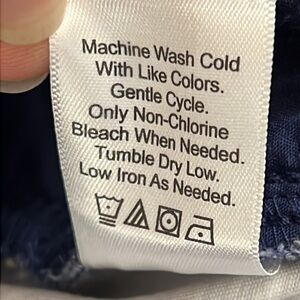 Machine Wash Cold
With Like Colors.
Gentle Cycle.
Only Non-Chlorine
Bleach When Needed.
Tumble Dry Low.
Low Iron As Needed.